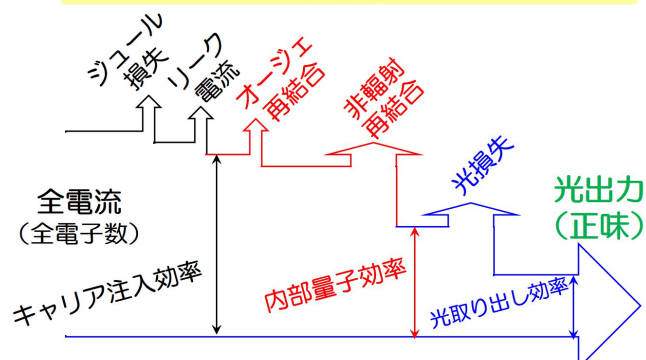 ジュール
損失
リーク
電流
オージェ
再結合
非輻射
再結合
光損失
光出力
（正味）
全電流
（全電子数）
キャリア注入効率
内部量子効率
光取り出し効率